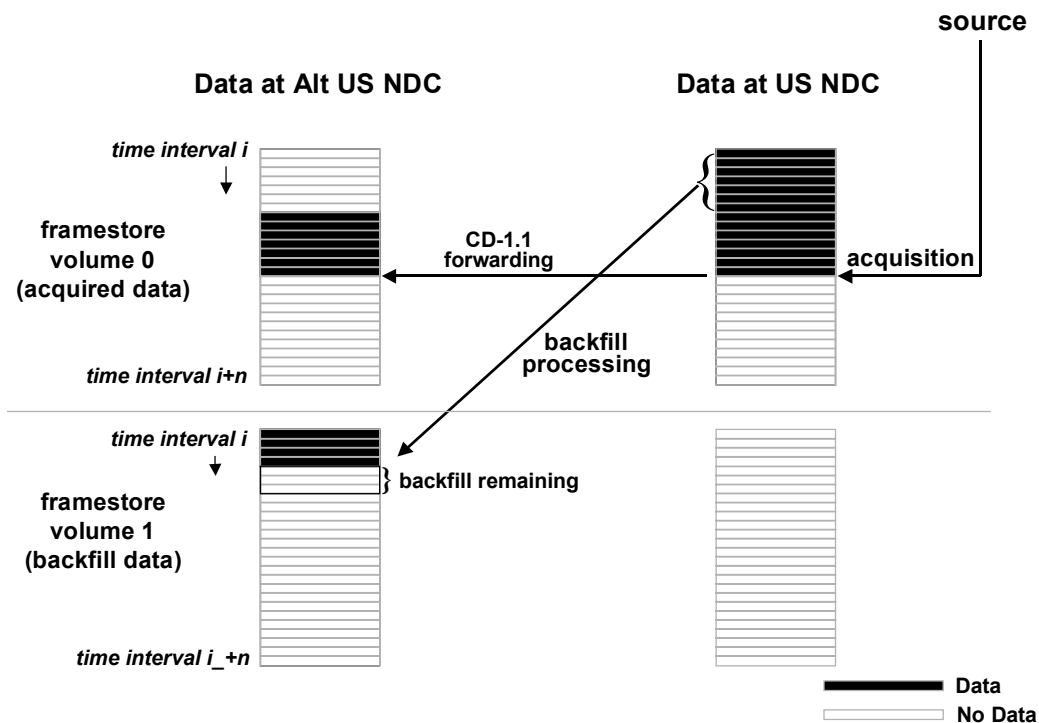 source
Data at Alt US NDC
Data at US NDC
time interval i
framestore
volume 0
(acquired data)
CD-1.1
forwarding
acquisition
backfill
processing
time interval i+n
time interval i
backfill remaining
framestore
volume 1
(backfill data)
time interval i_+n
Data
No Data